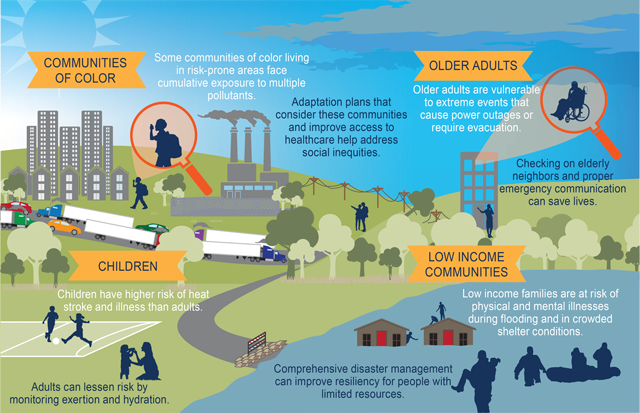 COMMUNITIES
OF COLOR
Some communities of color living
in risk-prone areas face
cumulative exposure to multiple
pollutants.
Adaptation plans that
consider these communities
and improve access to
healthcare help address
social inequities.
OLDER ADULTS
Older adults are vulnerable
to extreme events that
cause power outages or
require evacuation.
Checking on elderly
neighbors and proper
emergency communication
can save lives.
CHILDREN
Children have higher risk of heat
stroke and illness than adults.
Adults can lessen risk by
monitoring exertion and hydration.
LOW INCOME
COMMUNITIES
Low income families are at risk of
physical and mental illnesses
during flooding and in crowded
shelter conditions.
Comprehensive disaster management
can improve resiliency for people with
limited resources.